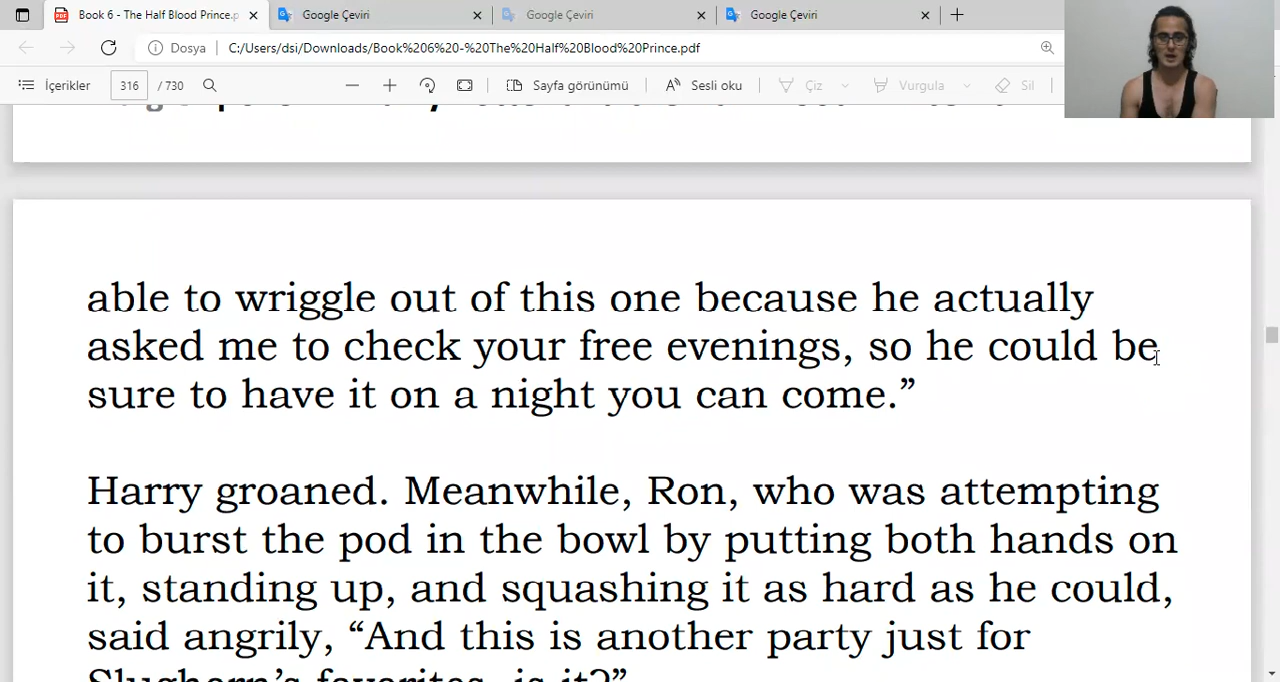 Book 6 - The Half Blood Prince.p
Google Çeviri
Google Çeviri
Google Çeviri
Dosya
C:/Users/dsi/Downloads/Book%206%20-%20The%20Half%20Blood%20Prince.pdf
İçerikler
316
/ 730
Sayfa görünümü
Sesli oku
Çiz
Vurgula
Sil
able to wriggle out of this one because he actually
asked me to check your free evenings, so he could be
sure to have it on a night you can come.”
Harry groaned. Meanwhile, Ron, who was attempting
to burst the pod in the bowl by putting both hands on
it, standing up, and squashing it as hard as he could,
said angrily, “And this is another party just for
Slughorn’s favorites, is it?”